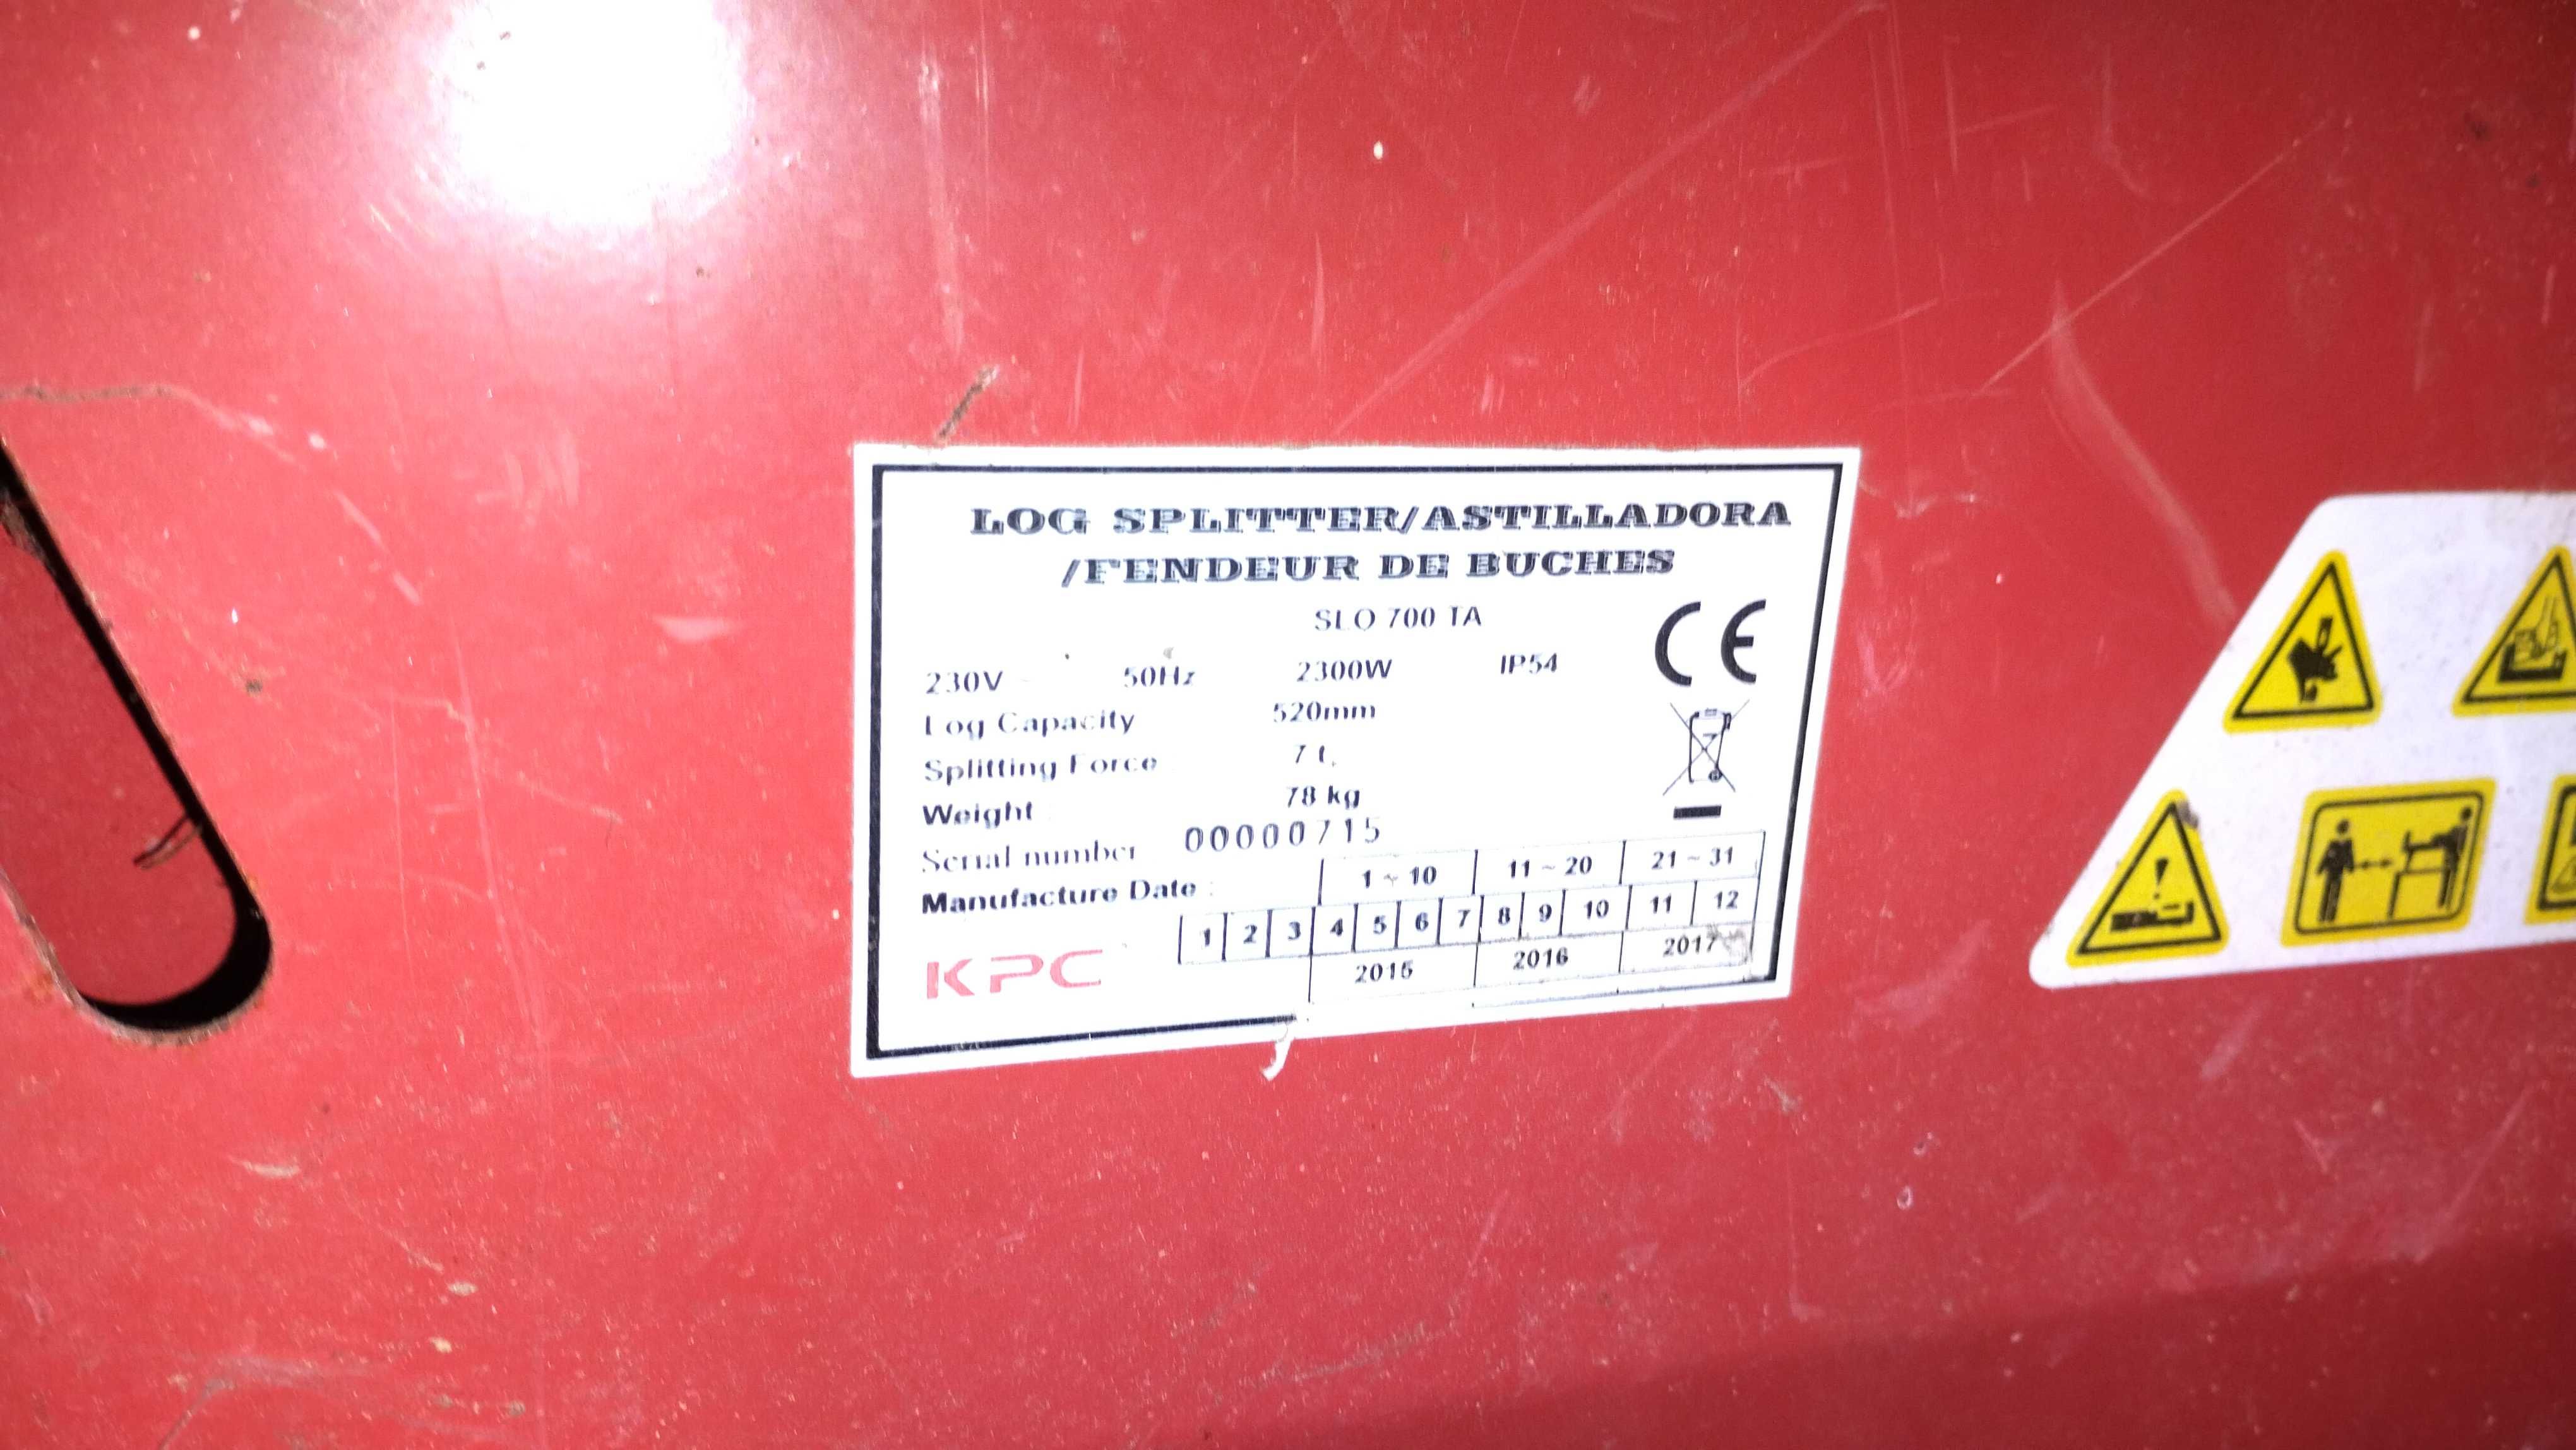 LOG SPLITTER/ASTILLADORA
/FENDEUR DE BUCHES
SLO 700 TA
CE
230V 50Hz 2300W IP54
Log Capacity 520mm
Splitting Force 7 t.
Weight 78 kg
Serial number 00000715
Manufacture Date : 1 ~ 10 11 ~ 20 21 ~ 31
1 2 3 4 5 6 7 8 9 10 11 12
KPC 2015 2016 2017